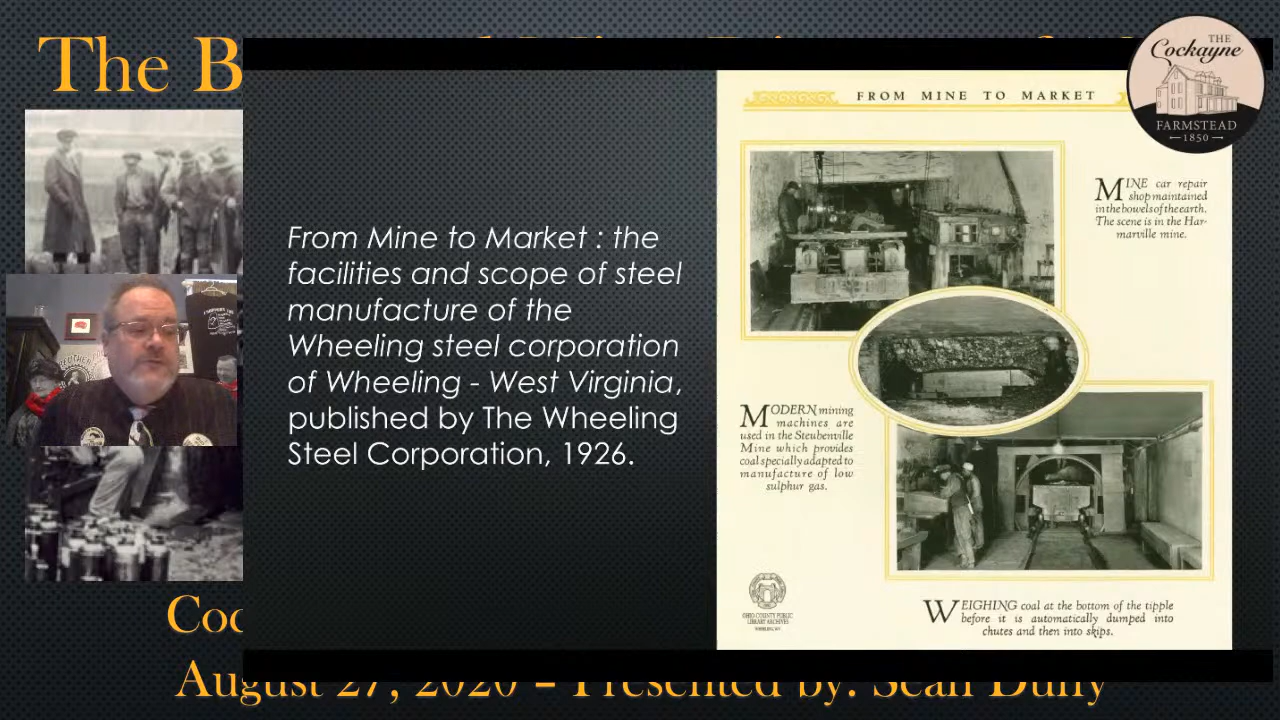 The B
THE
Cockayne
FARMSTEAD
1850
FROM MINE TO MARKET
From Mine to Market : the
facilities and scope of steel
manufacture of the
Wheeling steel corporation
of Wheeling - West Virginia,
published by The Wheeling
Steel Corporation, 1926.
MINE car repair
shop maintained
in the bowels of the earth.
The scene is in the Har-
marville mine.
MODERN mining
machines are
used in the Steubenville
Mine which provides
coal specially adapted to
manufacture of low
sulphur gas.
OHIO COUNTY PUBLIC
LIBRARY ARCHIVES
WHEELING, WV
WEIGHING coal at the bottom of the tipple
before it is automatically dumped into
chutes and then into skips.
Coc
August 27, 2020 – Presented by: Sean Duffy